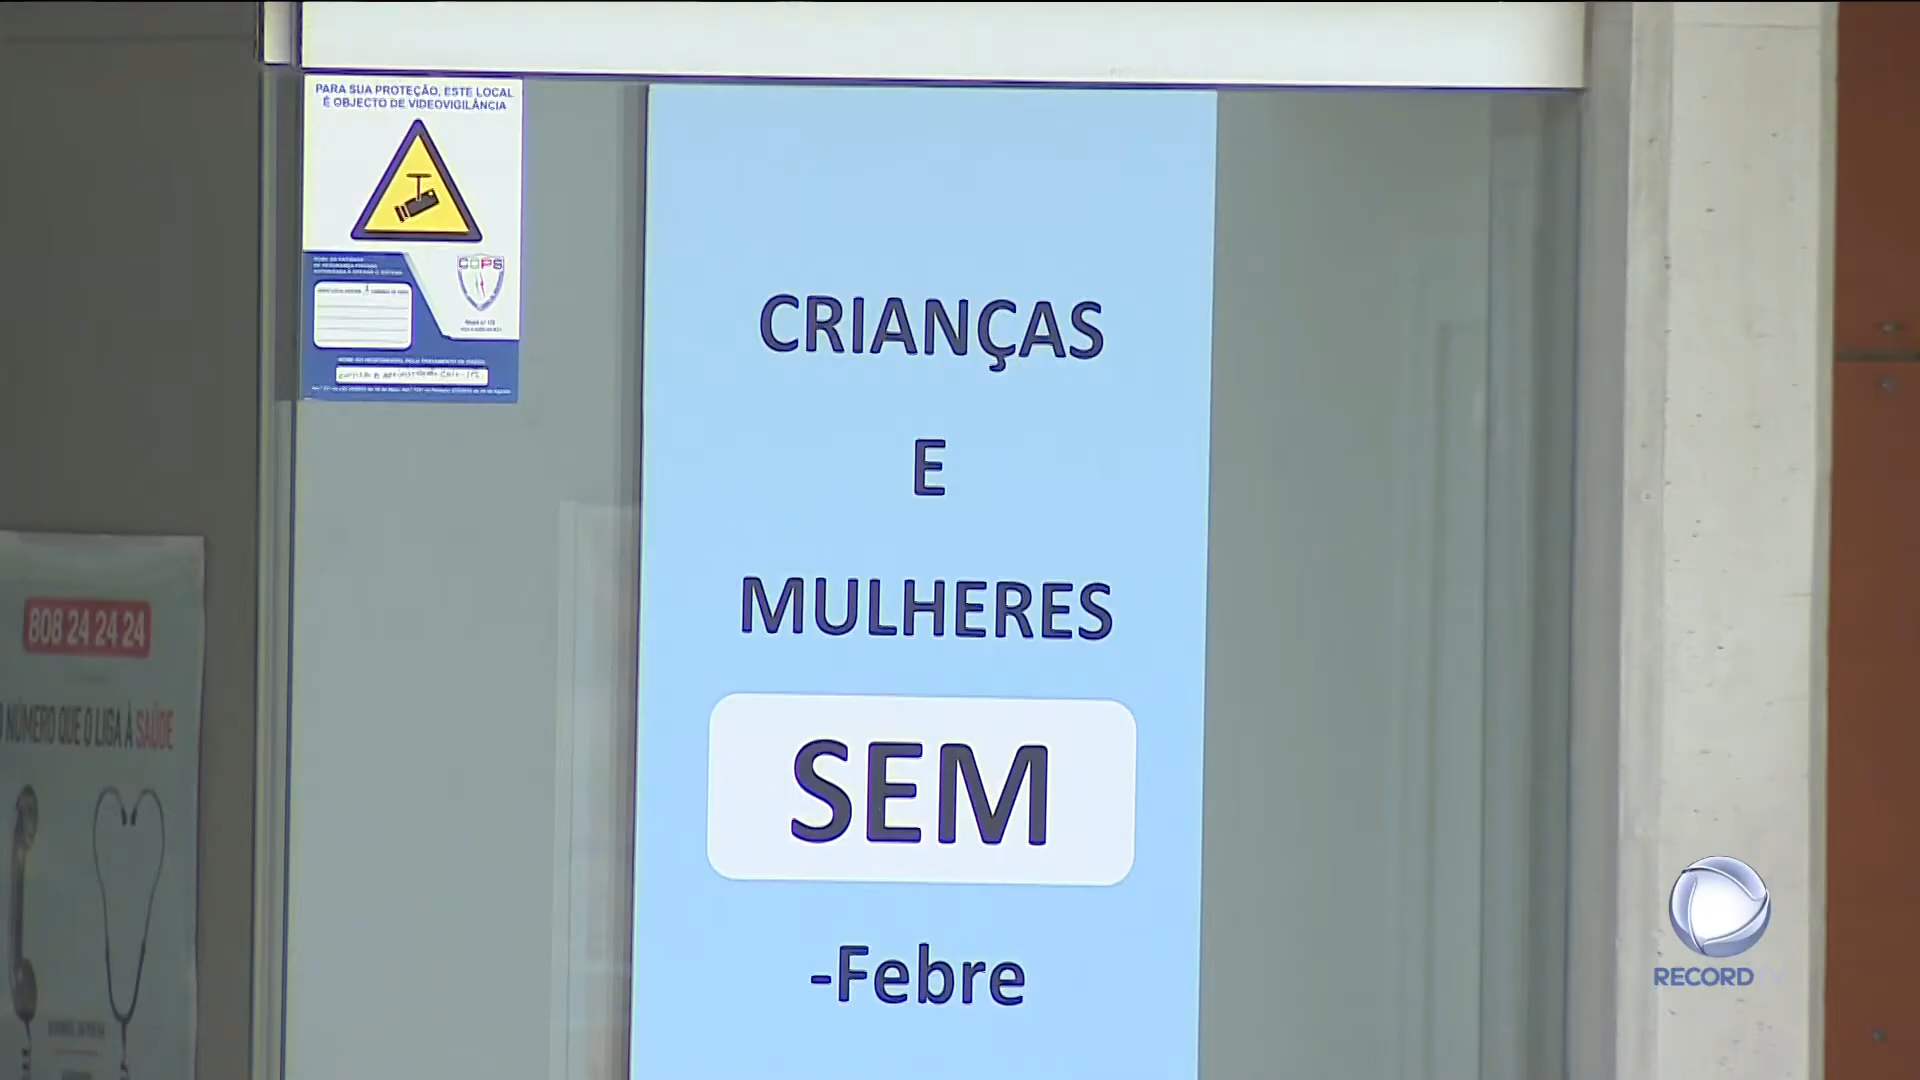 PARA SUA PROTEÇÃO, ESTE LOCAL
É OBJECTO DE VIDEOVIGILÂNCIA
COPS
CRIANÇAS
E
MULHERES
SEM
-Febre
808 24 24 24
O NÚMERO QUE O LIGA À SAÚDE
RECORD TV